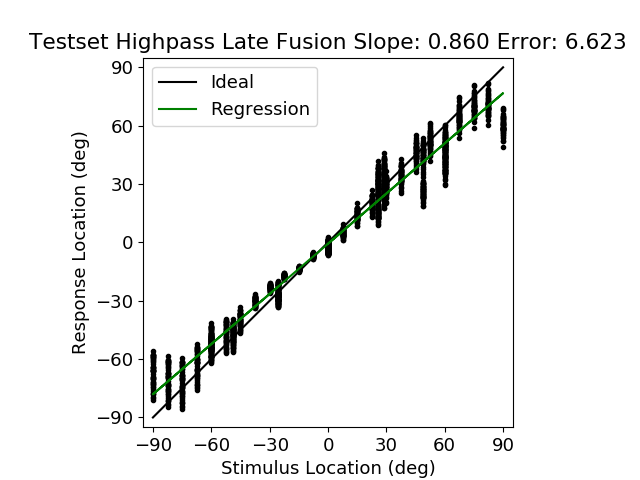 Testset Highpass Late Fusion Slope: 0.860 Error: 6.623
Ideal
Regression
Response Location (deg)
90
60
30
0
−30
−60
−90
−90 −60 −30 0 30 60 90
Stimulus Location (deg)